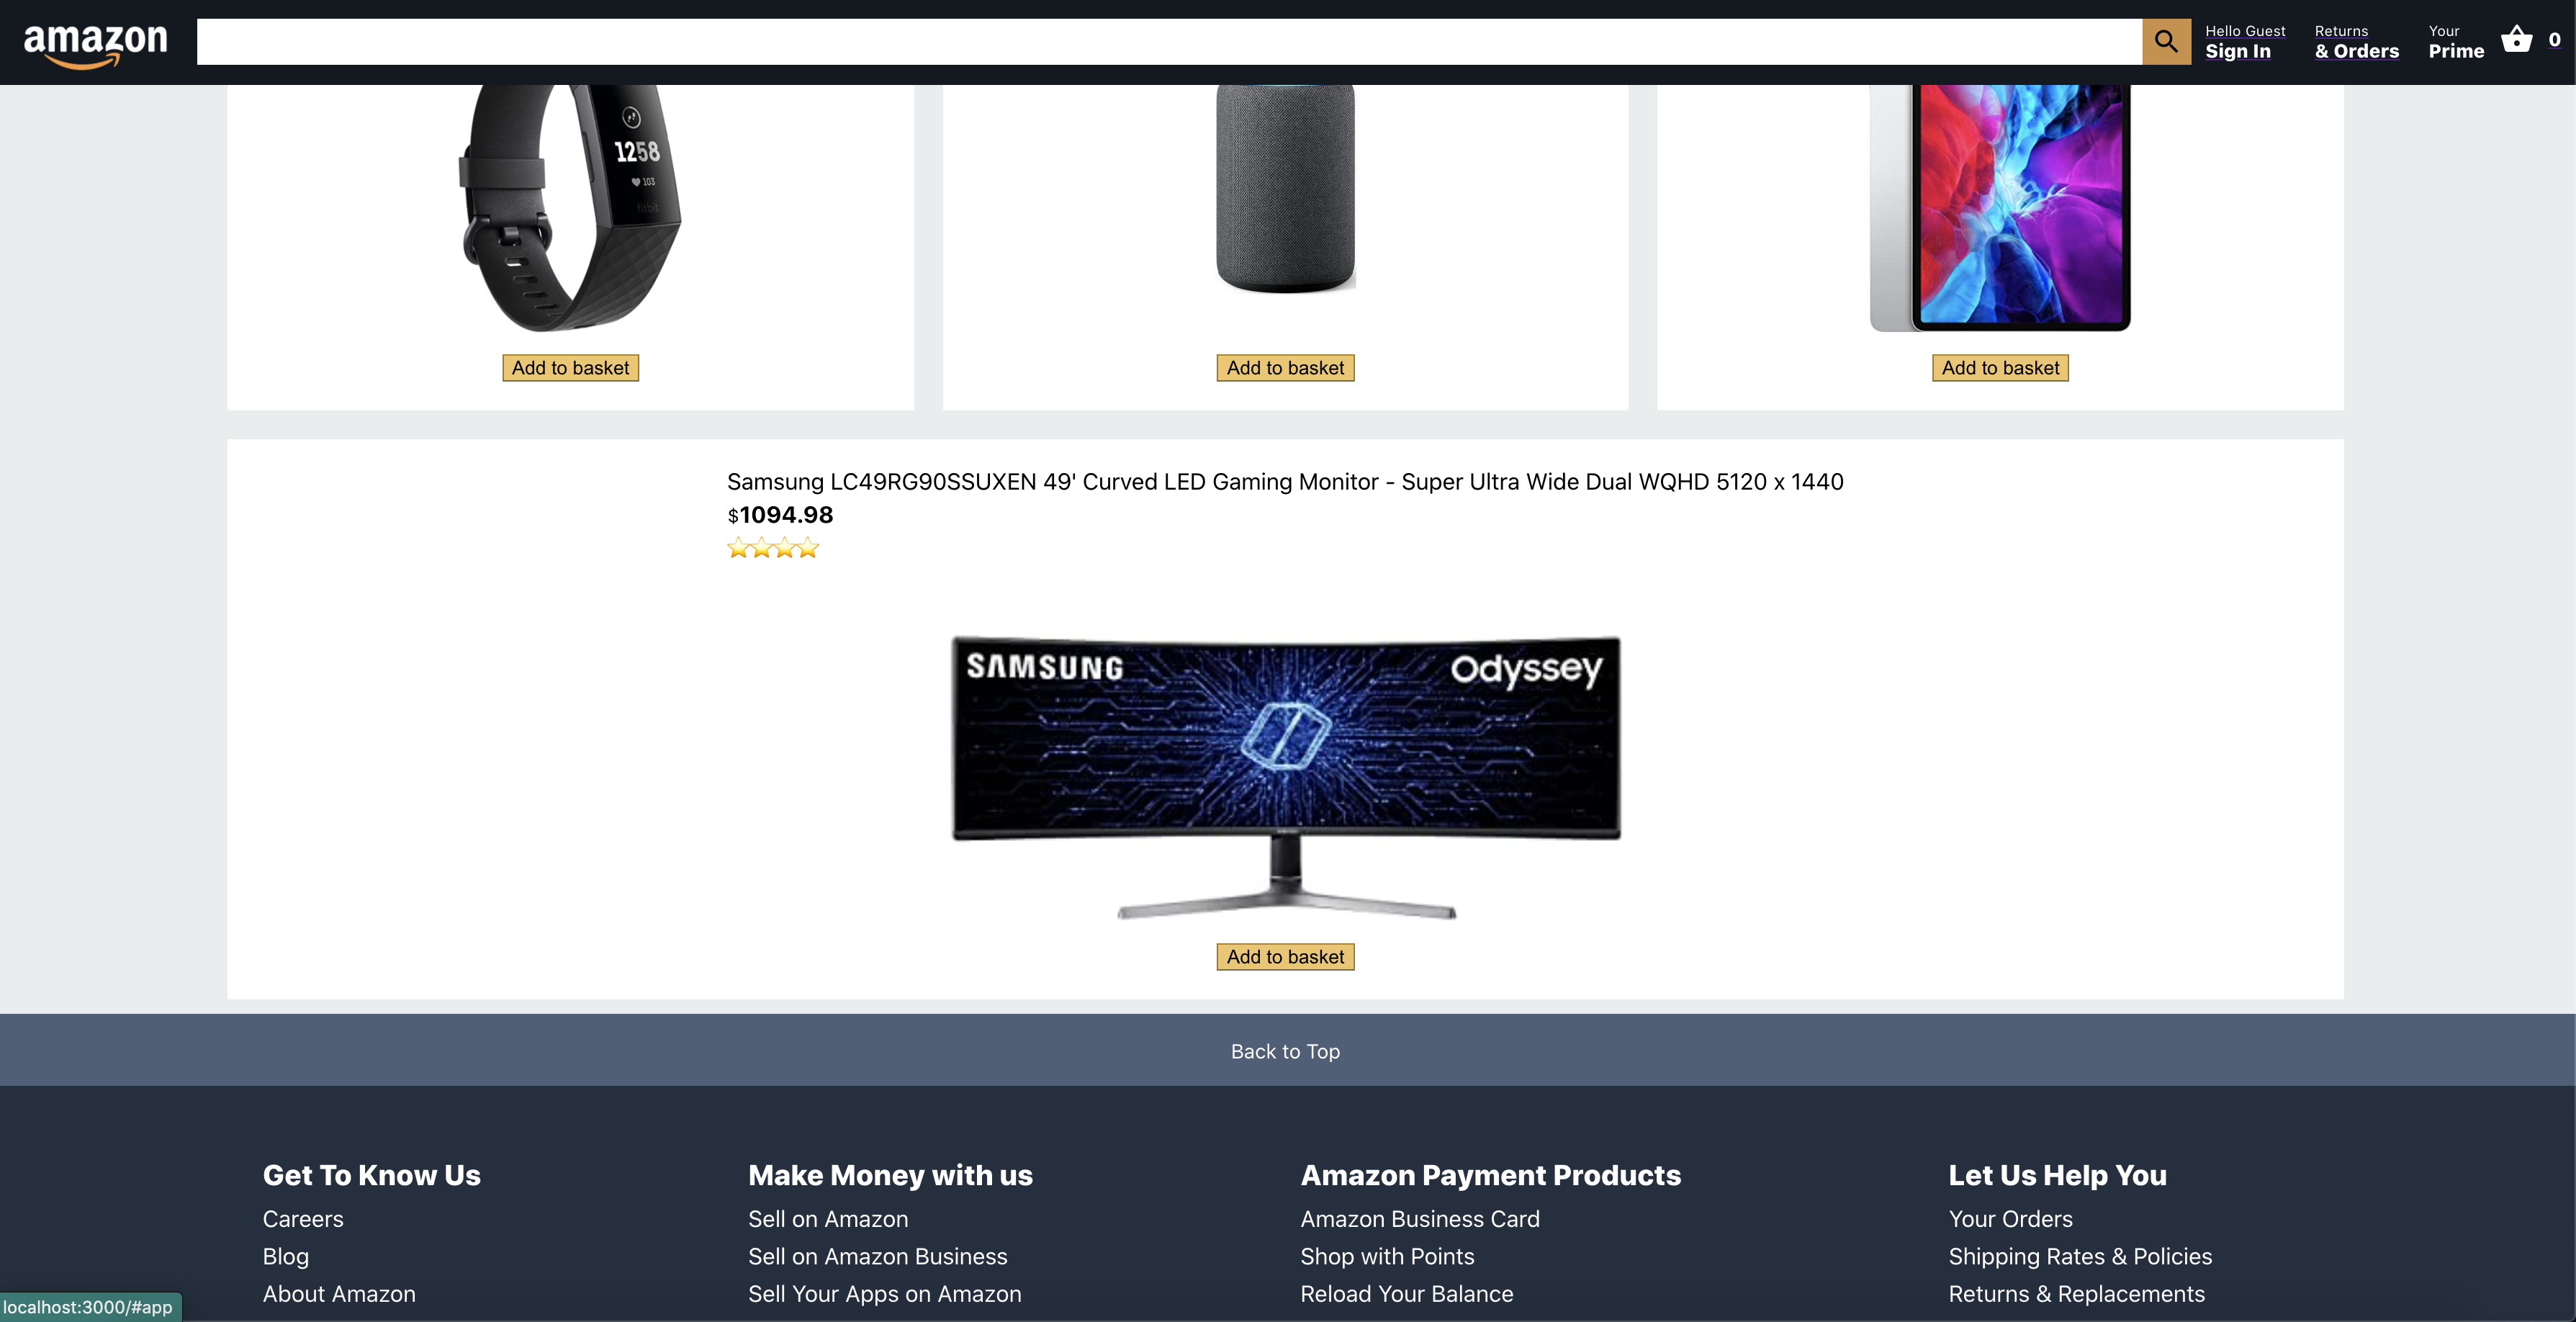 amazon
Hello Guest
Sign In
Returns
& Orders
Your
Prime
0
1258
103
fitbit
Add to basket
Add to basket
Add to basket
Samsung LC49RG90SSUXEN 49' Curved LED Gaming Monitor - Super Ultra Wide Dual WQHD 5120 x 1440
$1094.98
SAMSUNG
Odyssey
Add to basket
Back to Top
Get To Know Us
Careers
Blog
About Amazon
Make Money with us
Sell on Amazon
Sell on Amazon Business
Sell Your Apps on Amazon
Amazon Payment Products
Amazon Business Card
Shop with Points
Reload Your Balance
Let Us Help You
Your Orders
Shipping Rates & Policies
Returns & Replacements
localhost:3000/#app